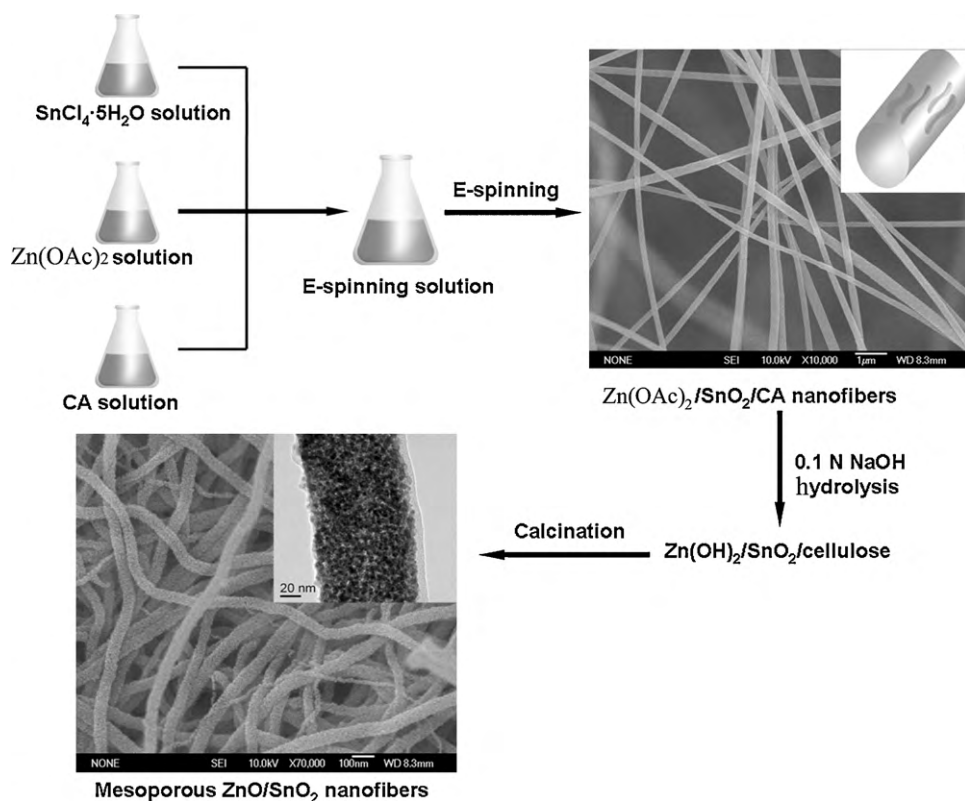 SnCl₄·5H₂O solution
Zn(OAc)₂ solution
CA solution
E-spinning solution
E-spinning
NONE SEI 10.0kV X10,000 1μm WD 8.3mm
Zn(OAc)₂/SnO₂/CA nanofibers
0.1 N NaOH
hydrolysis
Zn(OH)₂/SnO₂/cellulose
Calcination
20 nm
NONE SEI 10.0kV X70,000 100nm WD 8.3mm
Mesoporous ZnO/SnO₂ nanofibers